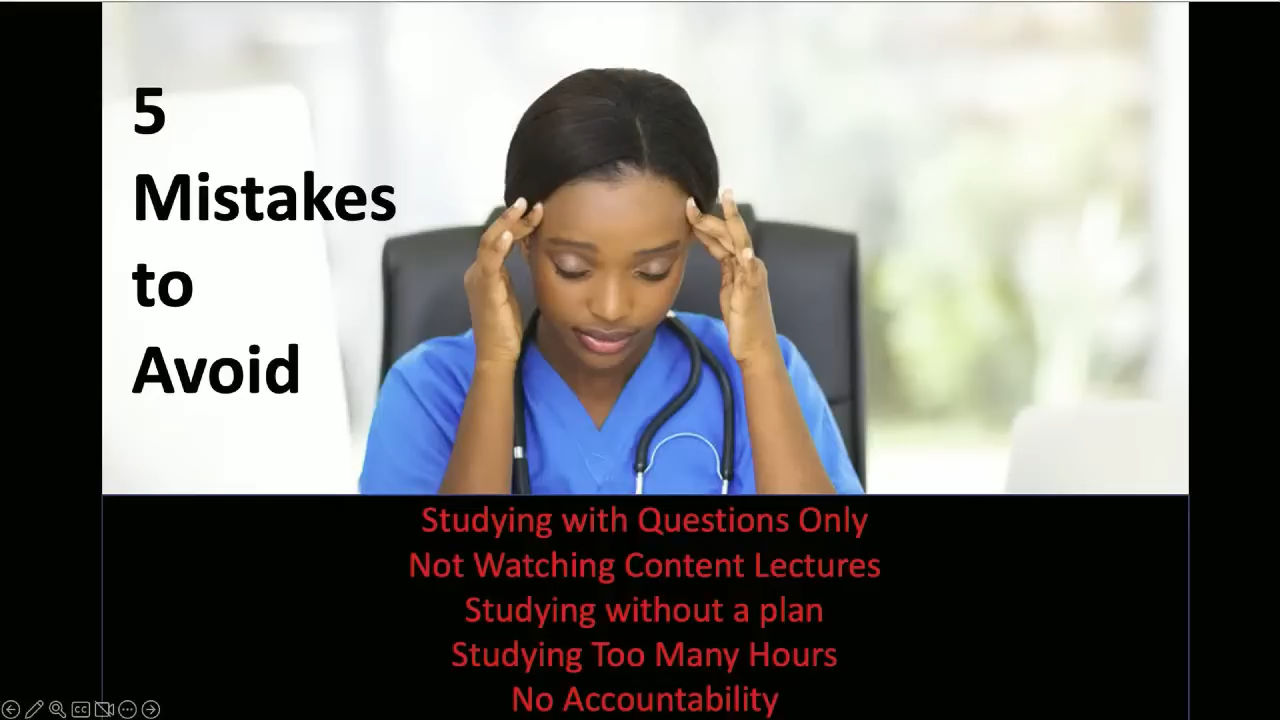 5
Mistakes
to
Avoid
Studying with Questions Only
Not Watching Content Lectures
Studying without a plan
Studying Too Many Hours
No Accountability
CC